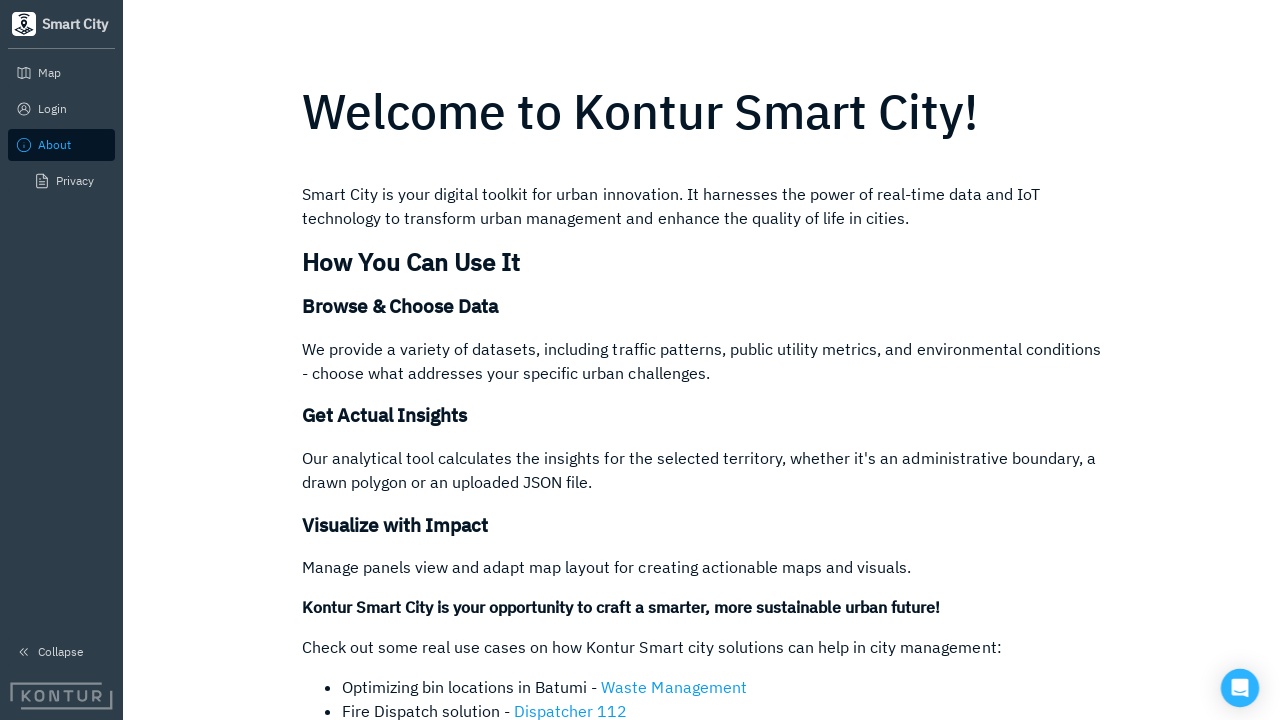 Smart City
Map
Login
About
Privacy
Collapse
KONTUR
Welcome to Kontur Smart City!
Smart City is your digital toolkit for urban innovation. It harnesses the power of real-time data and IoT
technology to transform urban management and enhance the quality of life in cities.
How You Can Use It
Browse & Choose Data
We provide a variety of datasets, including traffic patterns, public utility metrics, and environmental conditions
- choose what addresses your specific urban challenges.
Get Actual Insights
Our analytical tool calculates the insights for the selected territory, whether it's an administrative boundary, a
drawn polygon or an uploaded JSON file.
Visualize with Impact
Manage panels view and adapt map layout for creating actionable maps and visuals.
Kontur Smart City is your opportunity to craft a smarter, more sustainable urban future!
Check out some real use cases on how Kontur Smart city solutions can help in city management:
• Optimizing bin locations in Batumi - Waste Management
• Fire Dispatch solution - Dispatcher 112